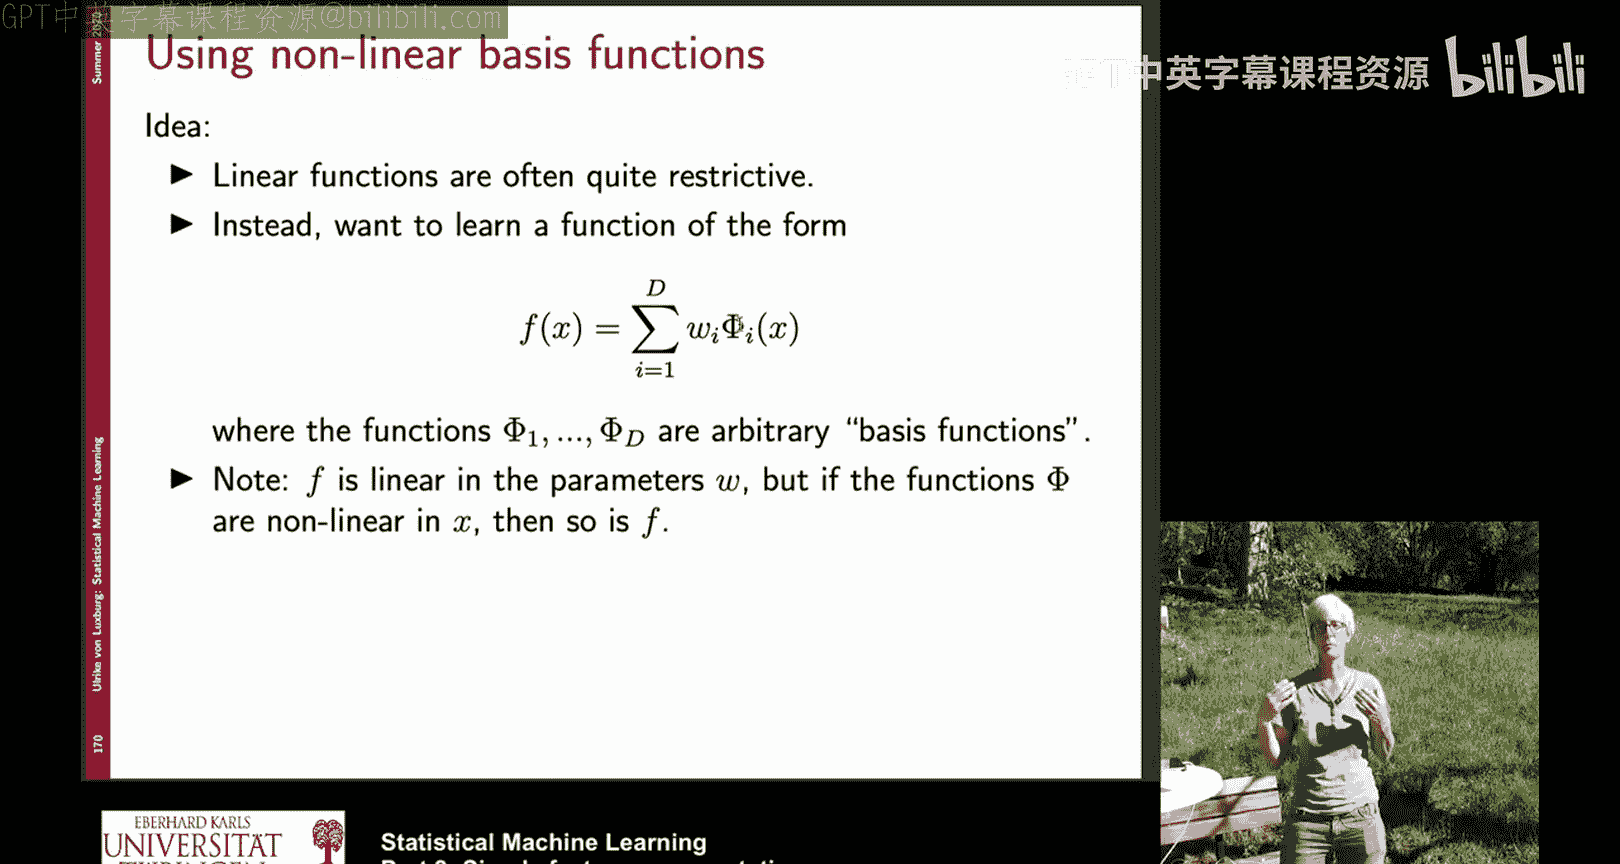 GPT中英字幕课程资源@bilibili.com
中英字幕课程资源 bilibili
Summer 2020
Using non-linear basis functions
Idea:
▶ Linear functions are often quite restrictive.
▶ Instead, want to learn a function of the form
f(x) = \sum_{i=1}^{D} w_i Φ_i(x)
where the functions Φ_1, ..., Φ_D are arbitrary “basis functions”.
▶ Note: f is linear in the parameters w, but if the functions Φ
are non-linear in x, then so is f.
Ulrike von Luxburg: Statistical Machine Learning
170
EBERHARD KARLS
UNIVERSITÄT
Statistical Machine Learning